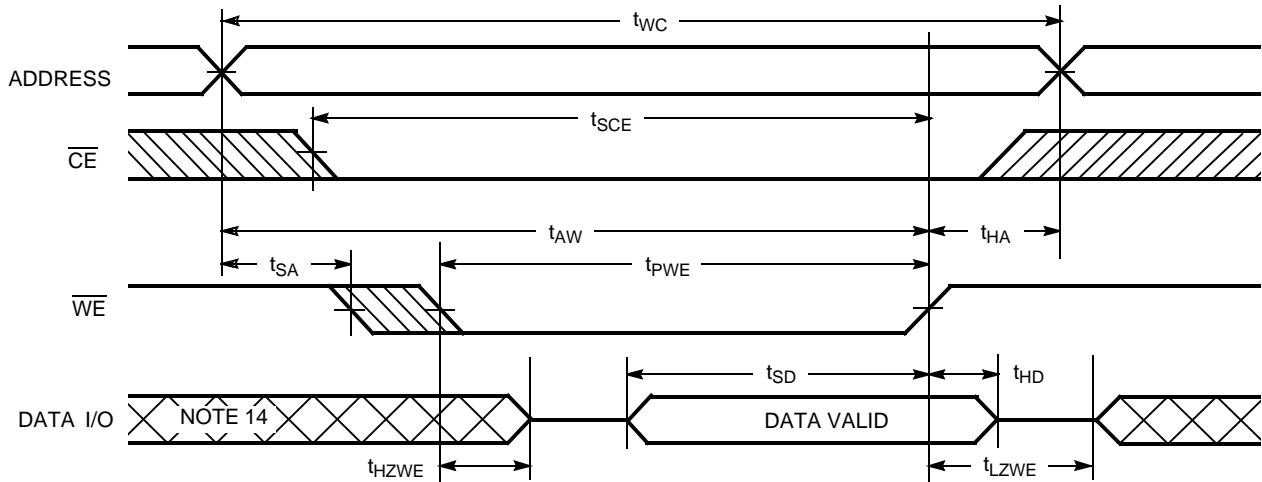 tWC
ADDRESS
tSCE
CE
tAW
tHA
tSA
tPWE
WE
tSD
tHD
DATA I/O
NOTE 14
DATA VALID
tHZWE
tLZWE